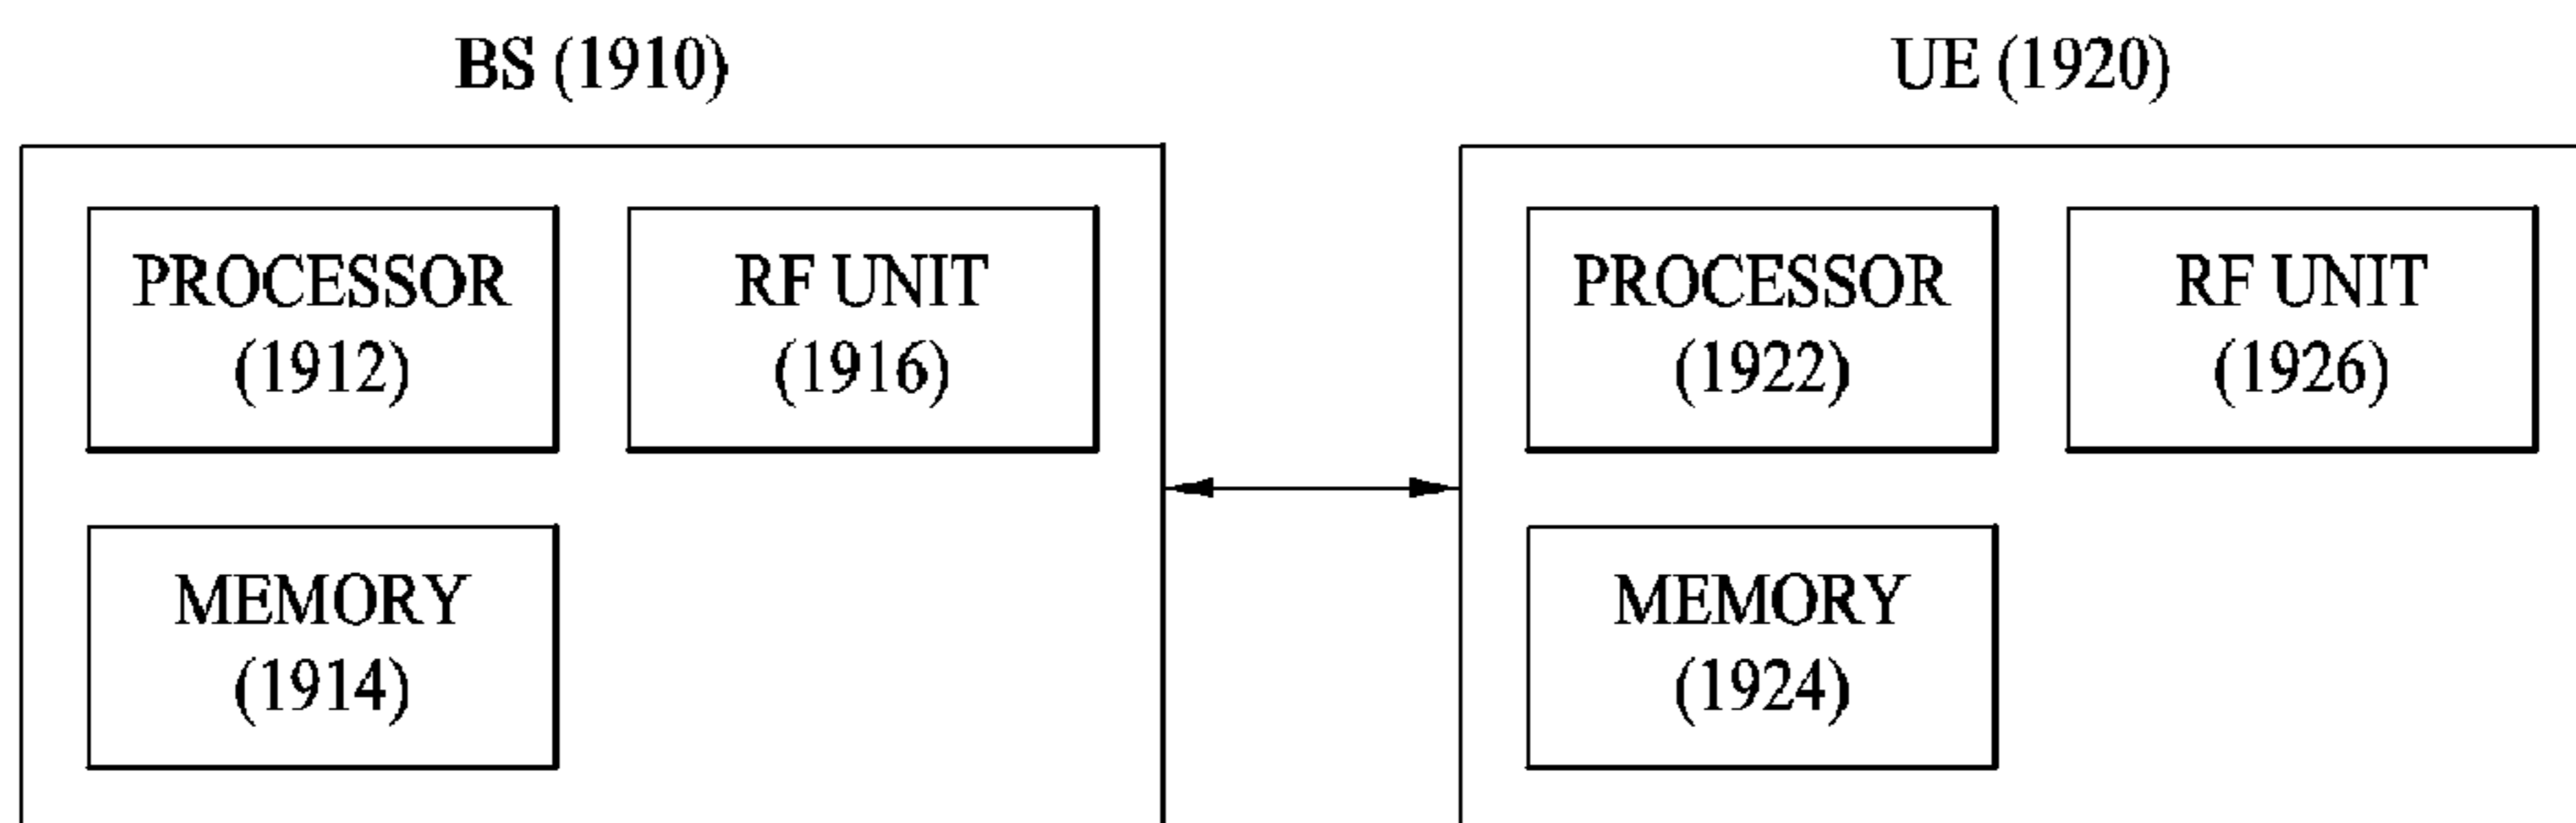 BS (1910)
PROCESSOR
(1912)
RF UNIT
(1916)
MEMORY
(1914)
UE (1920)
PROCESSOR
(1922)
RF UNIT
(1926)
MEMORY
(1924)